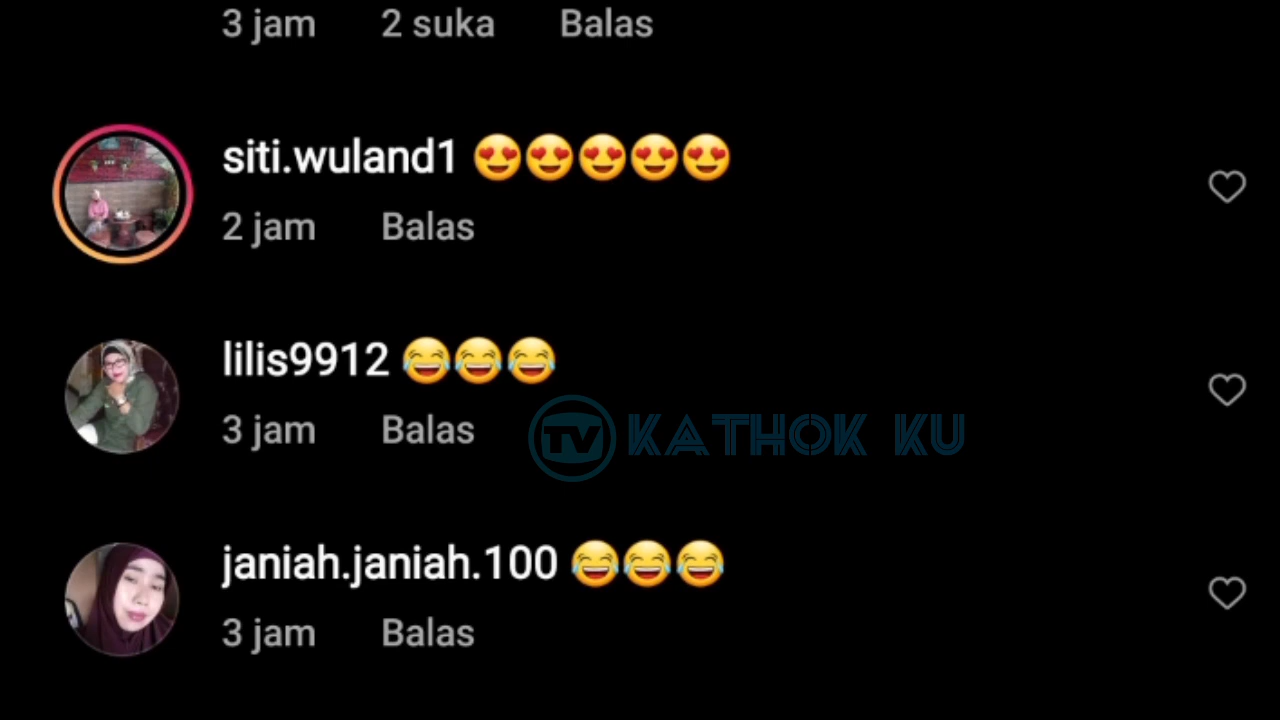 3 jam 2 suka Balas
siti.wuland1 😍😍😍😍😍
2 jam Balas
lilis9912 😂😂😂
3 jam Balas
TV KATHOK KU
janiah.janiah.100 😂😂😂
3 jam Balas